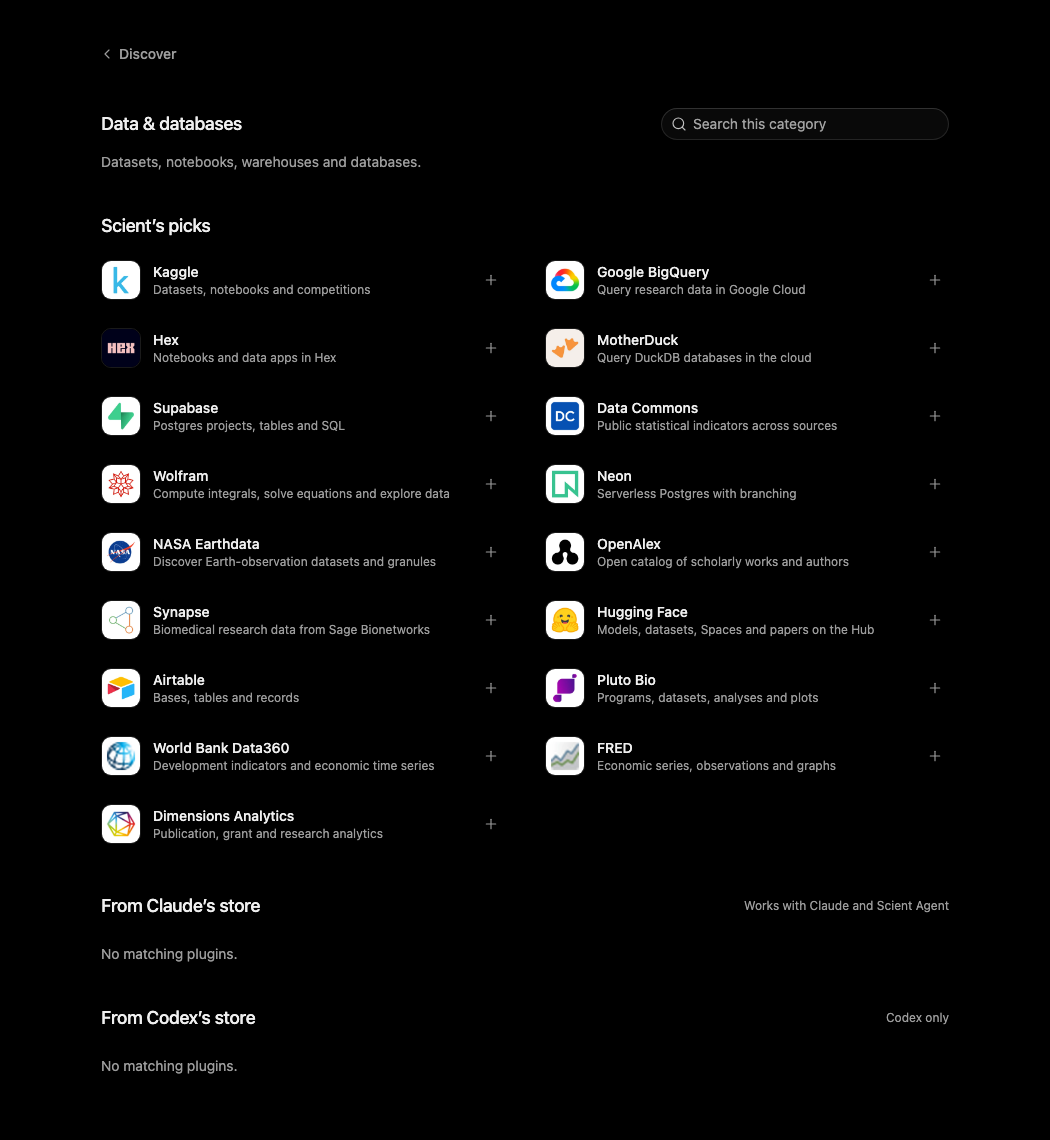 Discover
Data & databases
Search this category
Datasets, notebooks, warehouses and databases.
Scient's picks
Kaggle
Datasets, notebooks and competitions
Google BigQuery
Query research data in Google Cloud
HEX
Hex
Notebooks and data apps in Hex
MotherDuck
Query DuckDB databases in the cloud
Supabase
Postgres projects, tables and SQL
DC
Data Commons
Public statistical indicators across sources
Wolfram
Compute integrals, solve equations and explore data
Neon
Serverless Postgres with branching
NASA
NASA Earthdata
Discover Earth-observation datasets and granules
OpenAlex
Open catalog of scholarly works and authors
Synapse
Biomedical research data from Sage Bionetworks
Hugging Face
Models, datasets, Spaces and papers on the Hub
Airtable
Bases, tables and records
Pluto Bio
Programs, datasets, analyses and plots
World Bank Data360
Development indicators and economic time series
FRED
Economic series, observations and graphs
Dimensions Analytics
Publication, grant and research analytics
From Claude's store
Works with Claude and Scient Agent
No matching plugins.
From Codex's store
Codex only
No matching plugins.